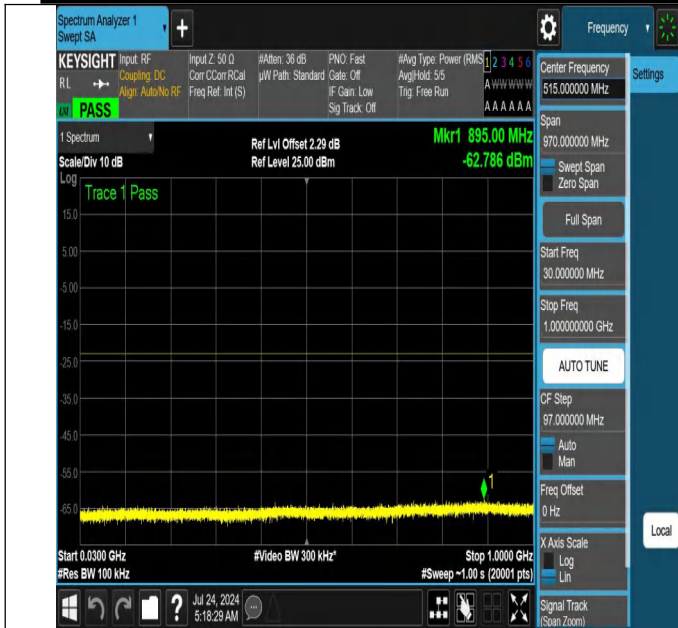 Spectrum Analyzer 1
Swept SA
+
Frequency
KEYSIGHT
RL
PASS
Input: RF
Coupling: DC
Align: Auto/No RF
Input Z: 50 Ω
Corr CCorr RCal
Freq Ref: Int (S)
#Atten: 36 dB
µW Path: Standard
PNO: Fast
Gate: Off
IF Gain: Low
Sig Track: Off
#Avg Type: Power (RMS
Avg|Hold: 5/5
Trig: Free Run
1 2 3 4 5 6
A W W W W W
A A A A A A
1 Spectrum
Scale/Div 10 dB
Ref Lvl Offset 2.29 dB
Ref Level 25.00 dBm
Mkr1 895.00 MHz
-62.786 dBm
Log
Trace 1 Pass
15.0
5.00
-5.00
-15.0
-25.0
-35.0
-45.0
-55.0
-65.0
1
Start 0.0300 GHz
#Res BW 100 kHz
#Video BW 300 kHz*
Stop 1.0000 GHz
#Sweep ~1.00 s (20001 pts)
Jul 24, 2024
5:18:29 AM
Center Frequency
515.000000 MHz
Span
970.000000 MHz
Swept Span
Zero Span
Full Span
Start Freq
30.000000 MHz
Stop Freq
1.000000000 GHz
AUTO TUNE
CF Step
97.000000 MHz
Auto
Man
Freq Offset
0 Hz
X Axis Scale
Log
Lin
Signal Track
(Span Zoom)
Settings
Local